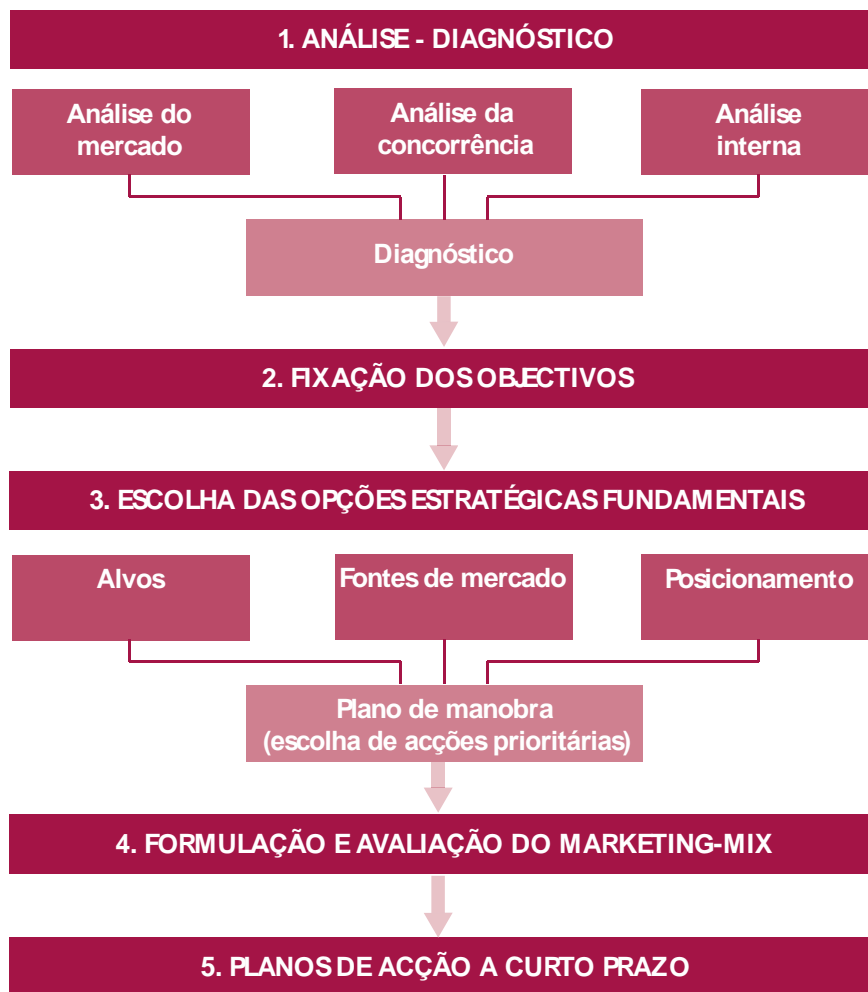 1. ANÁLISE - DIAGNÓSTICO
Análise do
mercado
Análise da
concorrência
Análise
interna
Diagnóstico
2. FIXAÇÃO DOS OBJECTIVOS
3. ESCOLHA DAS OPÇÕES ESTRATÉGICAS FUNDAMENTAIS
Alvos
Fontes de mercado
Posicionamento
Plano de manobra
(escolha de acções prioritárias)
4. FORMULAÇÃO E AVALIAÇÃO DO MARKETING-MIX
5. PLANOS DE ACÇÃO A CURTO PRAZO